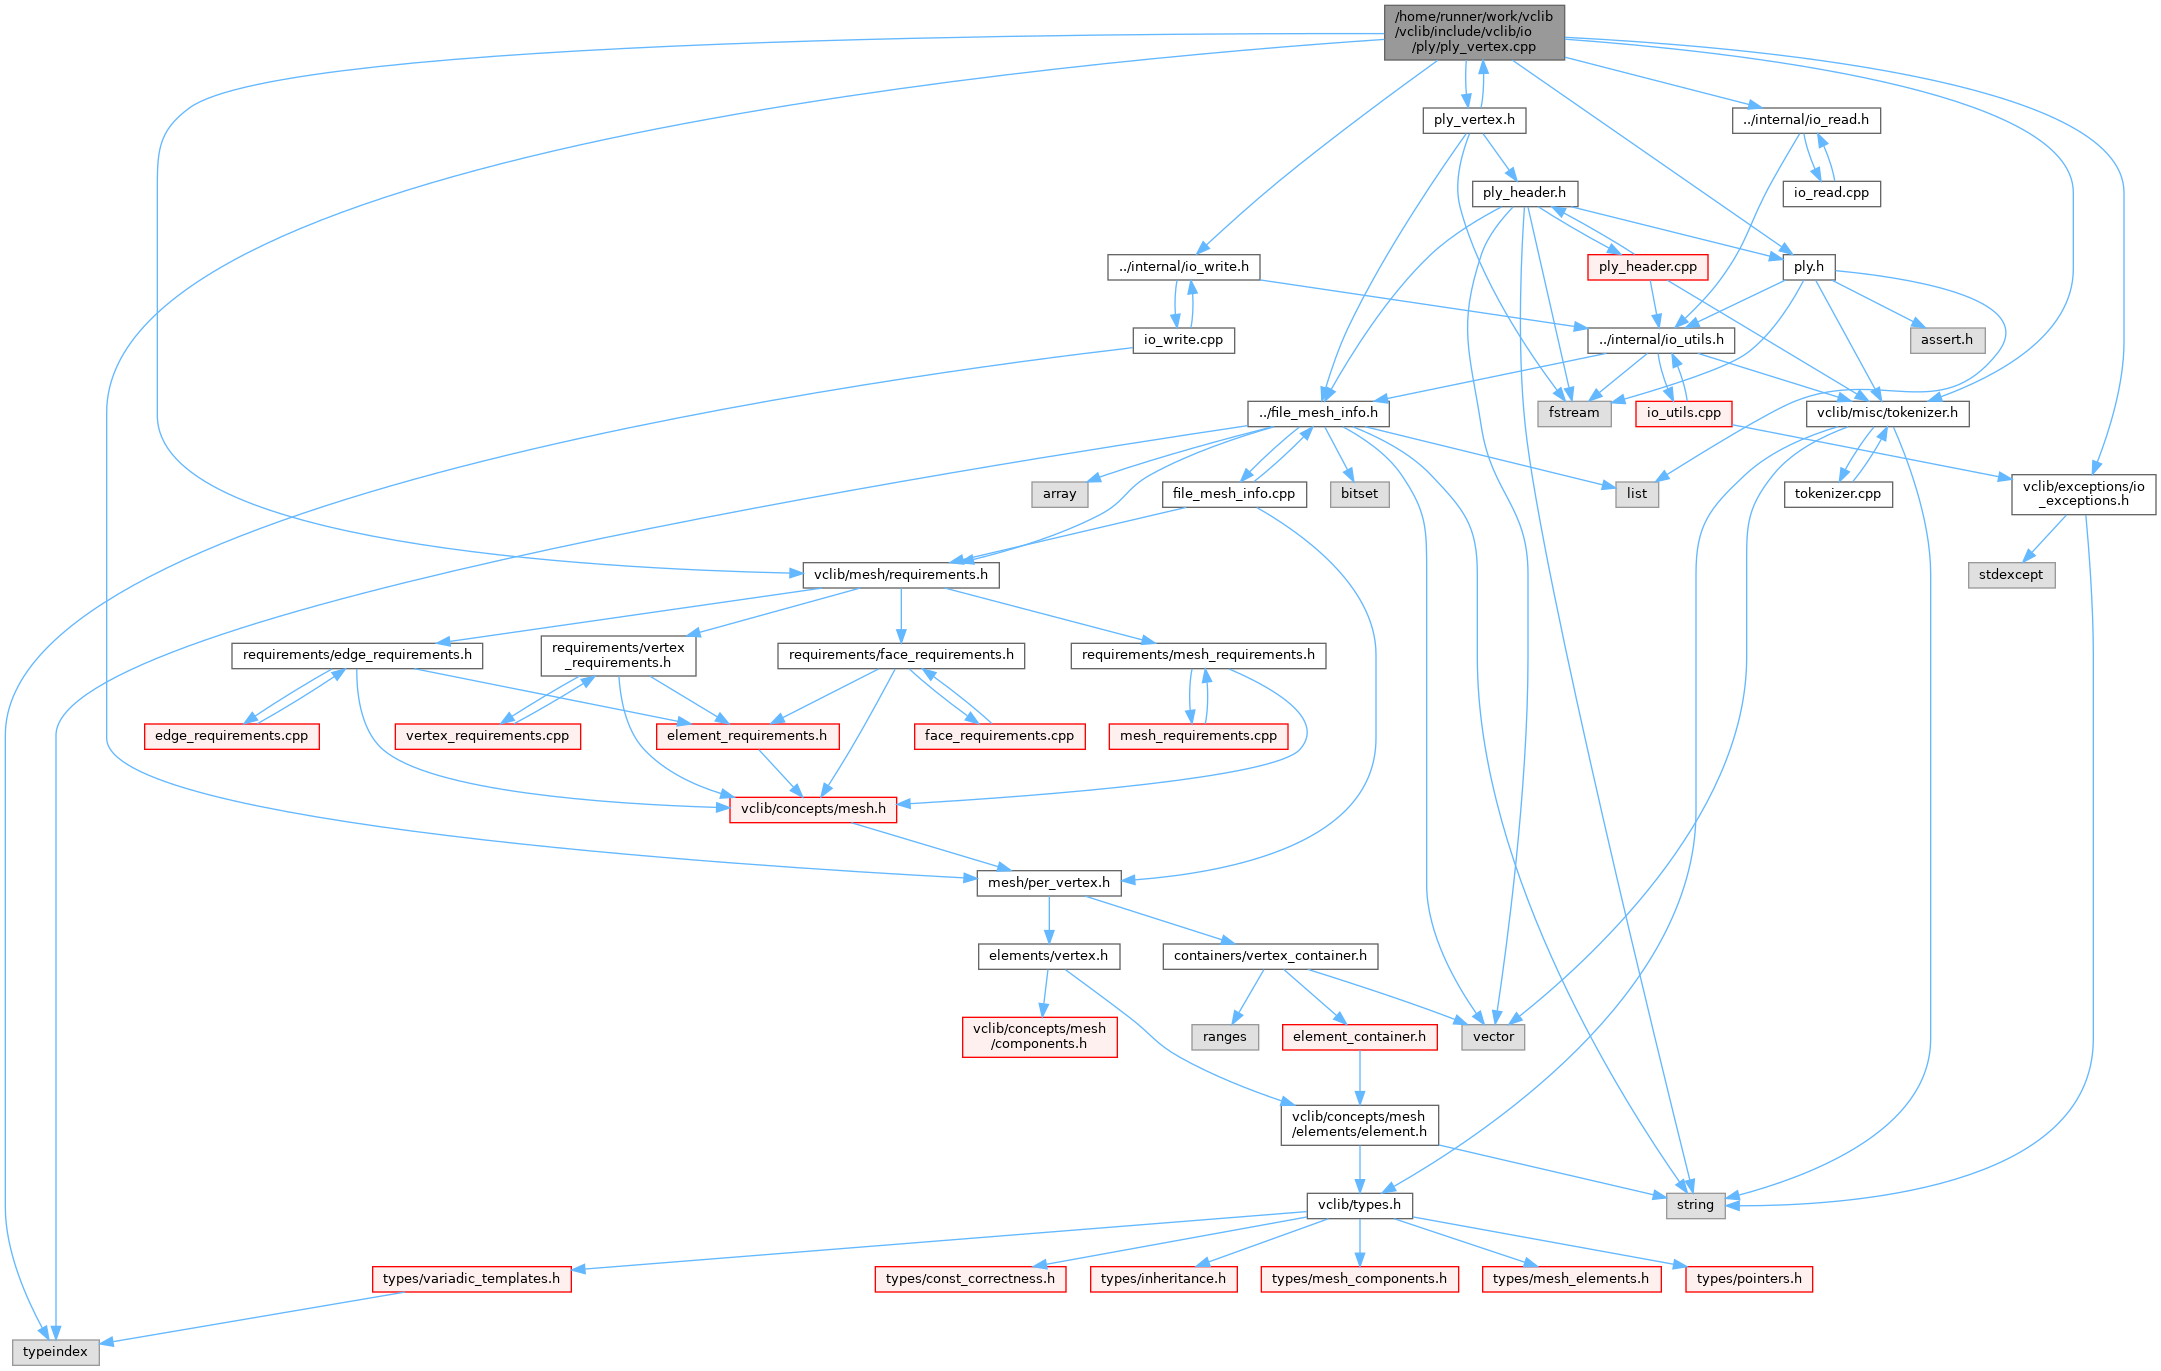 /home/runner/work/vclib
/vclib/include/vclib/io
/ply/ply_vertex.cpp
ply_vertex.h
../internal/io_read.h
ply_header.h
io_read.cpp
../internal/io_write.h
ply_header.cpp
ply.h
io_write.cpp
../internal/io_utils.h
assert.h
../file_mesh_info.h
fstream
io_utils.cpp
vclib/misc/tokenizer.h
array
file_mesh_info.cpp
bitset
list
tokenizer.cpp
vclib/exceptions/io
_exceptions.h
vclib/mesh/requirements.h
stdexcept
requirements/edge_requirements.h
requirements/vertex
_requirements.h
requirements/face_requirements.h
requirements/mesh_requirements.h
edge_requirements.cpp
vertex_requirements.cpp
element_requirements.h
face_requirements.cpp
mesh_requirements.cpp
vclib/concepts/mesh.h
mesh/per_vertex.h
elements/vertex.h
containers/vertex_container.h
vclib/concepts/mesh
/components.h
ranges
element_container.h
vector
vclib/concepts/mesh
/elements/element.h
vclib/types.h
string
types/variadic_templates.h
types/const_correctness.h
types/inheritance.h
types/mesh_components.h
types/mesh_elements.h
types/pointers.h
typeindex